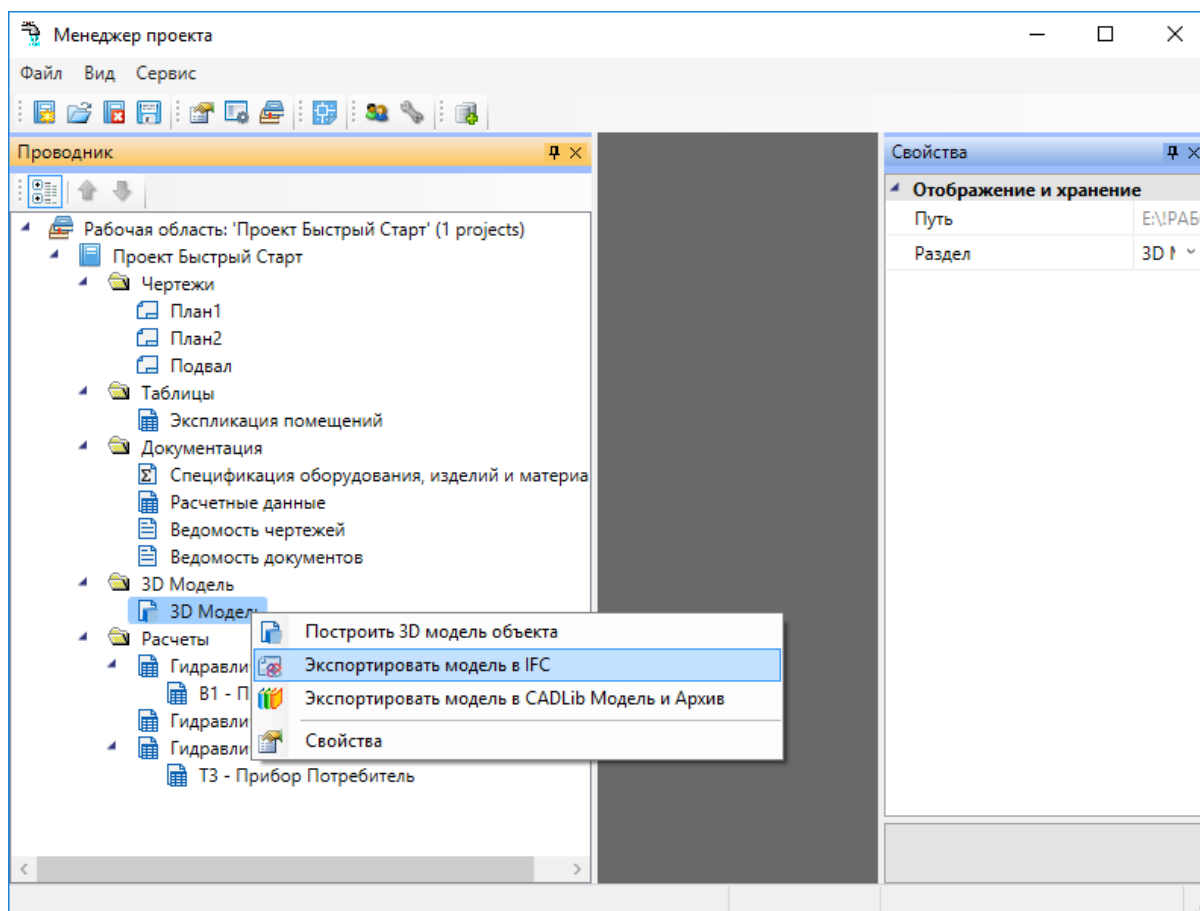 Менеджер проекта
Файл Вид Сервис
Проводник
Рабочая область: 'Проект Быстрый Старт' (1 projects)
Проект Быстрый Старт
Чертежи
План1
План2
Подвал
Таблицы
Экспликация помещений
Документация
Спецификация оборудования, изделий и материа
Расчетные данные
Ведомость чертежей
Ведомость документов
3D Модель
3D Модель
Расчеты
Гидравли
В1 - П
Гидравли
Гидравли
Т3 - Прибор Потребитель
Построить 3D модель объекта
Экспортировать модель в IFC
Экспортировать модель в CADLib Модель и Архив
Свойства
Свойства
Отображение и хранение
Путь E:\!РАБ
Раздел 3D М